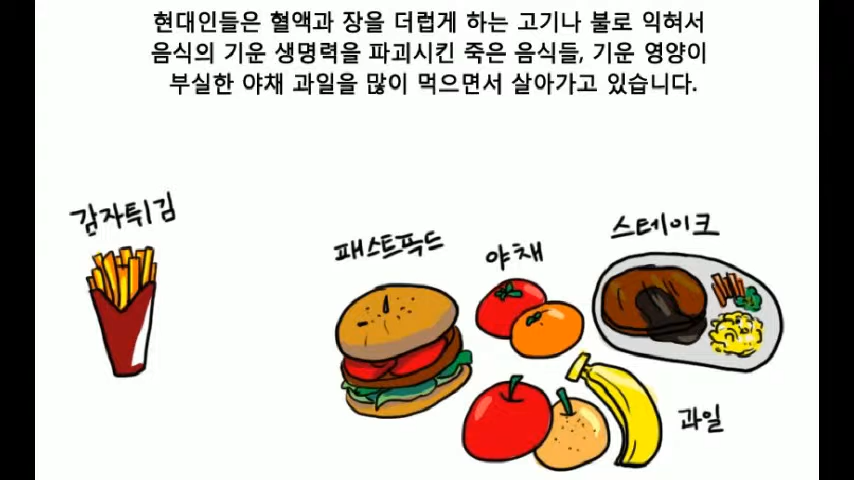 현대인들은 혈액과 장을 더럽게 하는 고기나 불로 익혀서
음식의 기운 생명력을 파괴시킨 죽은 음식들, 기운 영양이
부실한 야채 과일을 많이 먹으면서 살아가고 있습니다.
감자튀김
패스트푹드
야채
스테이크
과일